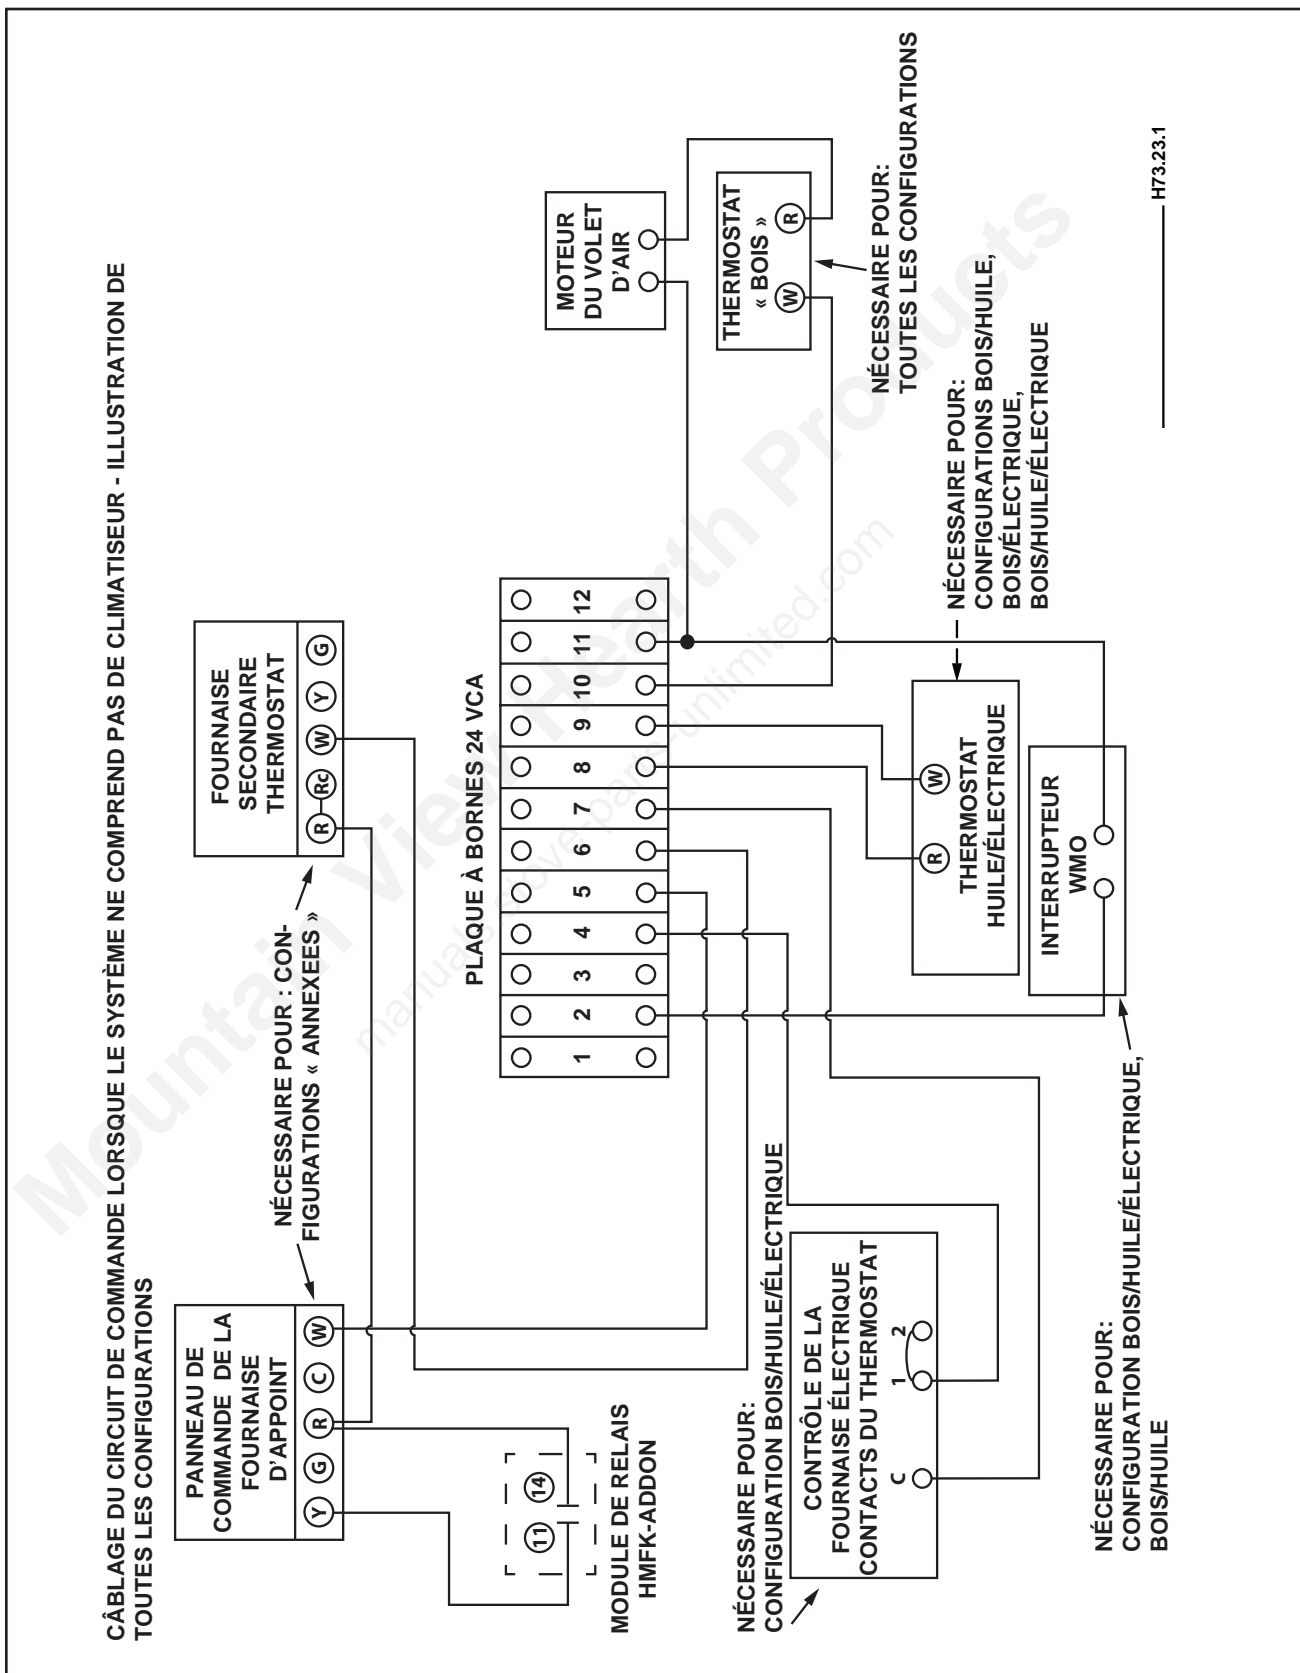 CÂBLAGE DU CIRCUIT DE COMMANDE LORSQUE LE SYSTÈME NE COMPREND PAS DE CLIMATISEUR - ILLUSTRATION DE
TOUTES LES CONFIGURATIONS
PANNEAU DE
COMMANDE DE LA
FOURNAISE
D'APPOINT
Y G R C W
NÉCESSAIRE POUR : CON-
FIGURATIONS « ANNEXEES »
FOURNAISE
SECONDAIRE
THERMOSTAT
R Rc W Y G
MODULE DE RELAIS
HMFK-ADDON
11 14
PLAQUE À BORNES 24 VCA
1 2 3 4 5 6 7 8 9 10 11 12
MOTEUR
DU VOLET
D'AIR
THERMOSTAT
« BOIS »
W R
NÉCESSAIRE POUR:
TOUTES LES CONFIGURATIONS
NÉCESSAIRE POUR:
CONFIGURATION BOIS/HUILE/ÉLECTRIQUE
CONTRÔLE DE LA
FOURNAISE ÉLECTRIQUE
CONTACTS DU THERMOSTAT
C 1 2
R W
THERMOSTAT
HUILE/ÉLECTRIQUE
NÉCESSAIRE POUR:
CONFIGURATIONS BOIS/HUILE,
BOIS/ÉLECTRIQUE,
BOIS/HUILE/ÉLECTRIQUE
INTERRUPTEUR
WMO
NÉCESSAIRE POUR:
CONFIGURATION BOIS/HUILE/ÉLECTRIQUE,
BOIS/HUILE
H73.23.1
Mountain View Hearth Products
manuals.stove-parts-unlimited.com